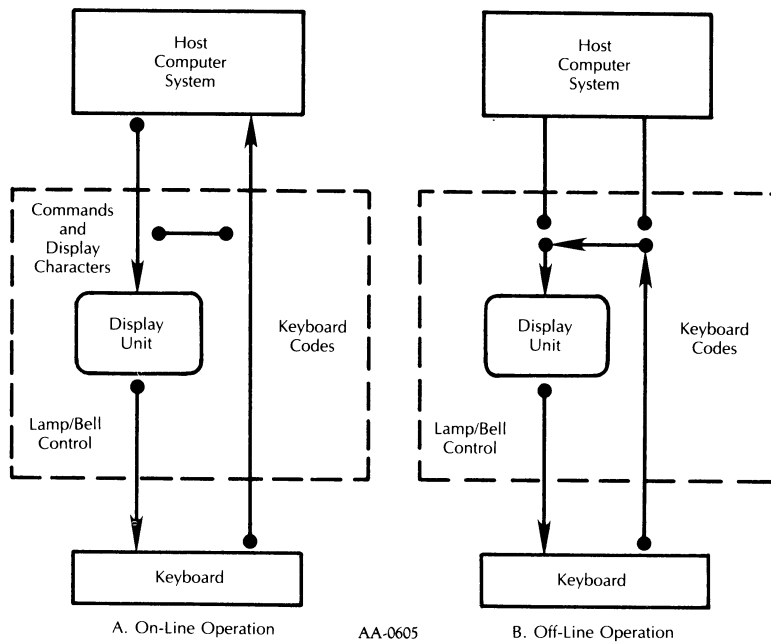 Host
Computer
System
Commands
and
Display
Characters
Display
Unit
Keyboard
Codes
Lamp/Bell
Control
Keyboard
A. On-Line Operation
AA-0605
Host
Computer
System
Display
Unit
Keyboard
Codes
Lamp/Bell
Control
Keyboard
B. Off-Line Operation